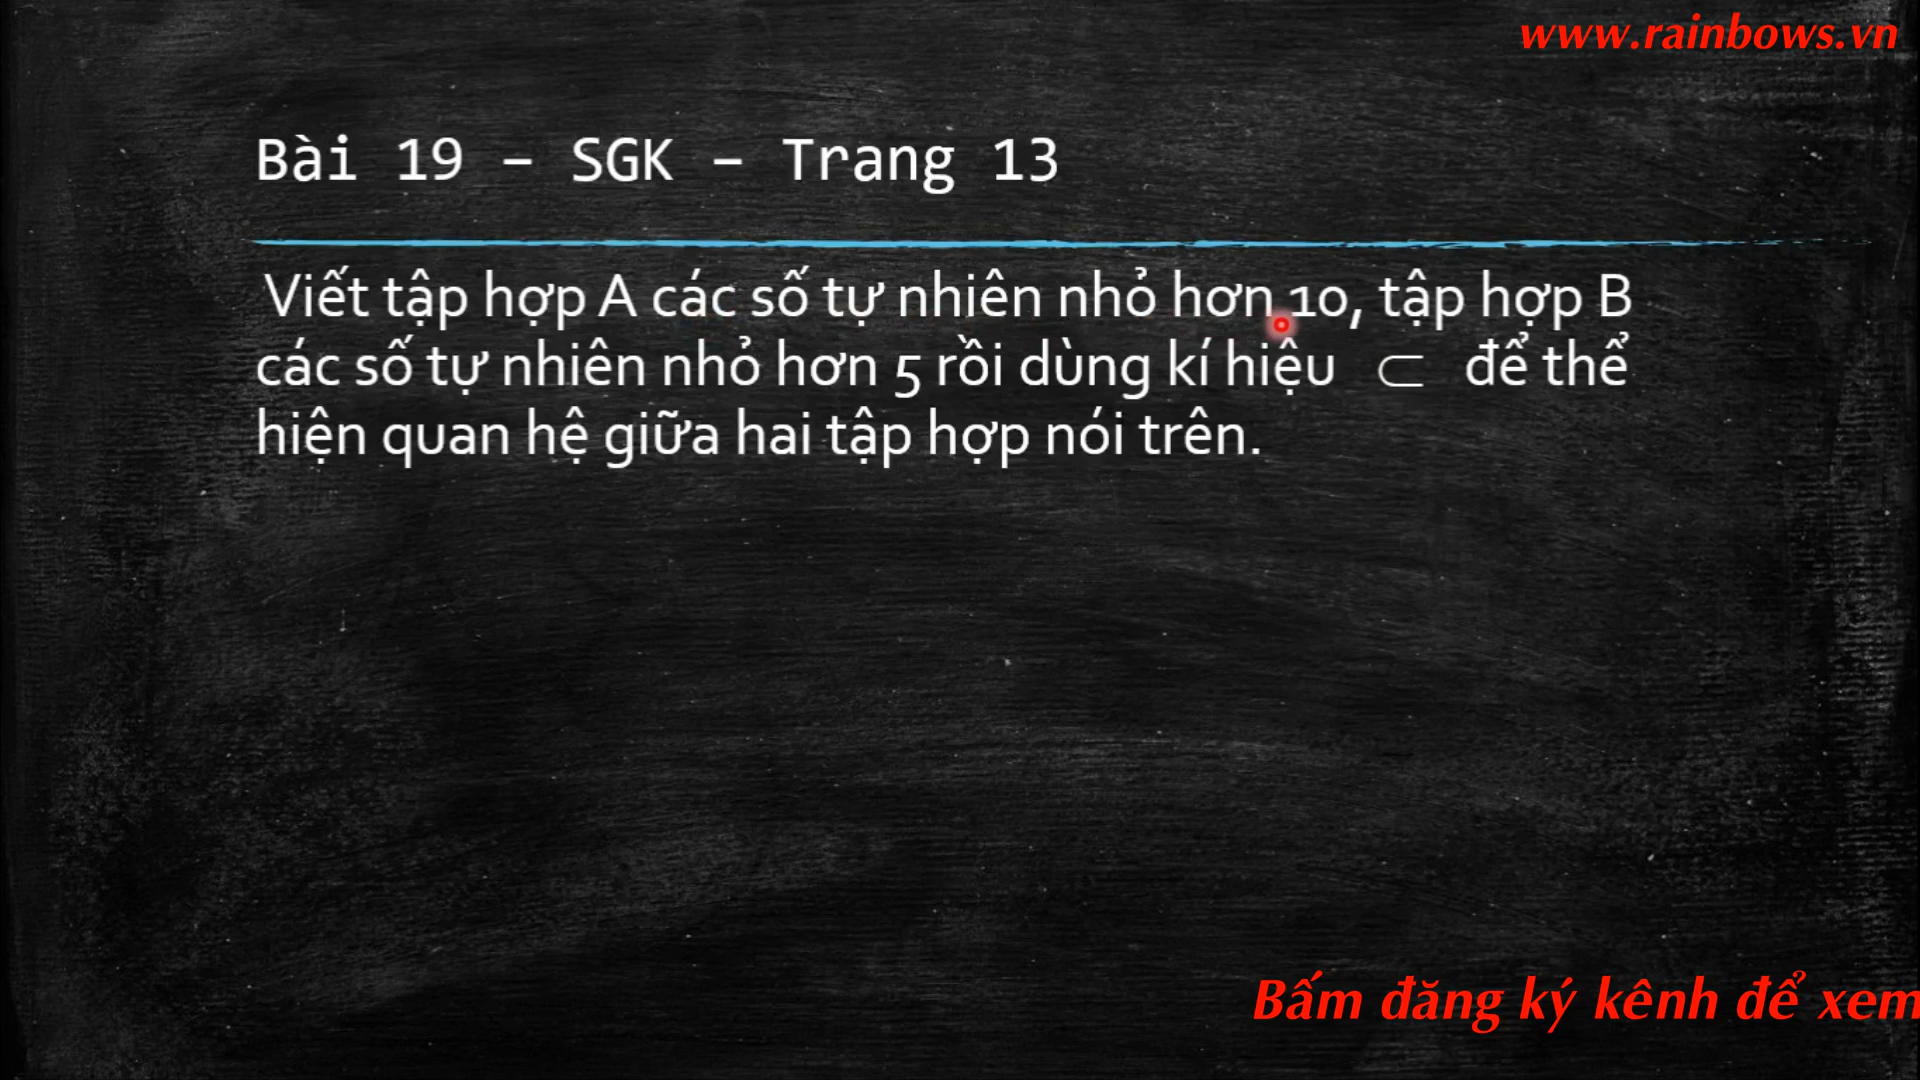 www.rainbows.vn
Bài 19 – SGK – Trang 13
Viết tập hợp A các số tự nhiên nhỏ hơn 10, tập hợp B
các số tự nhiên nhỏ hơn 5 rồi dùng kí hiệu ⊂ để thể
hiện quan hệ giữa hai tập hợp nói trên.
Bấm đăng ký kênh để xem